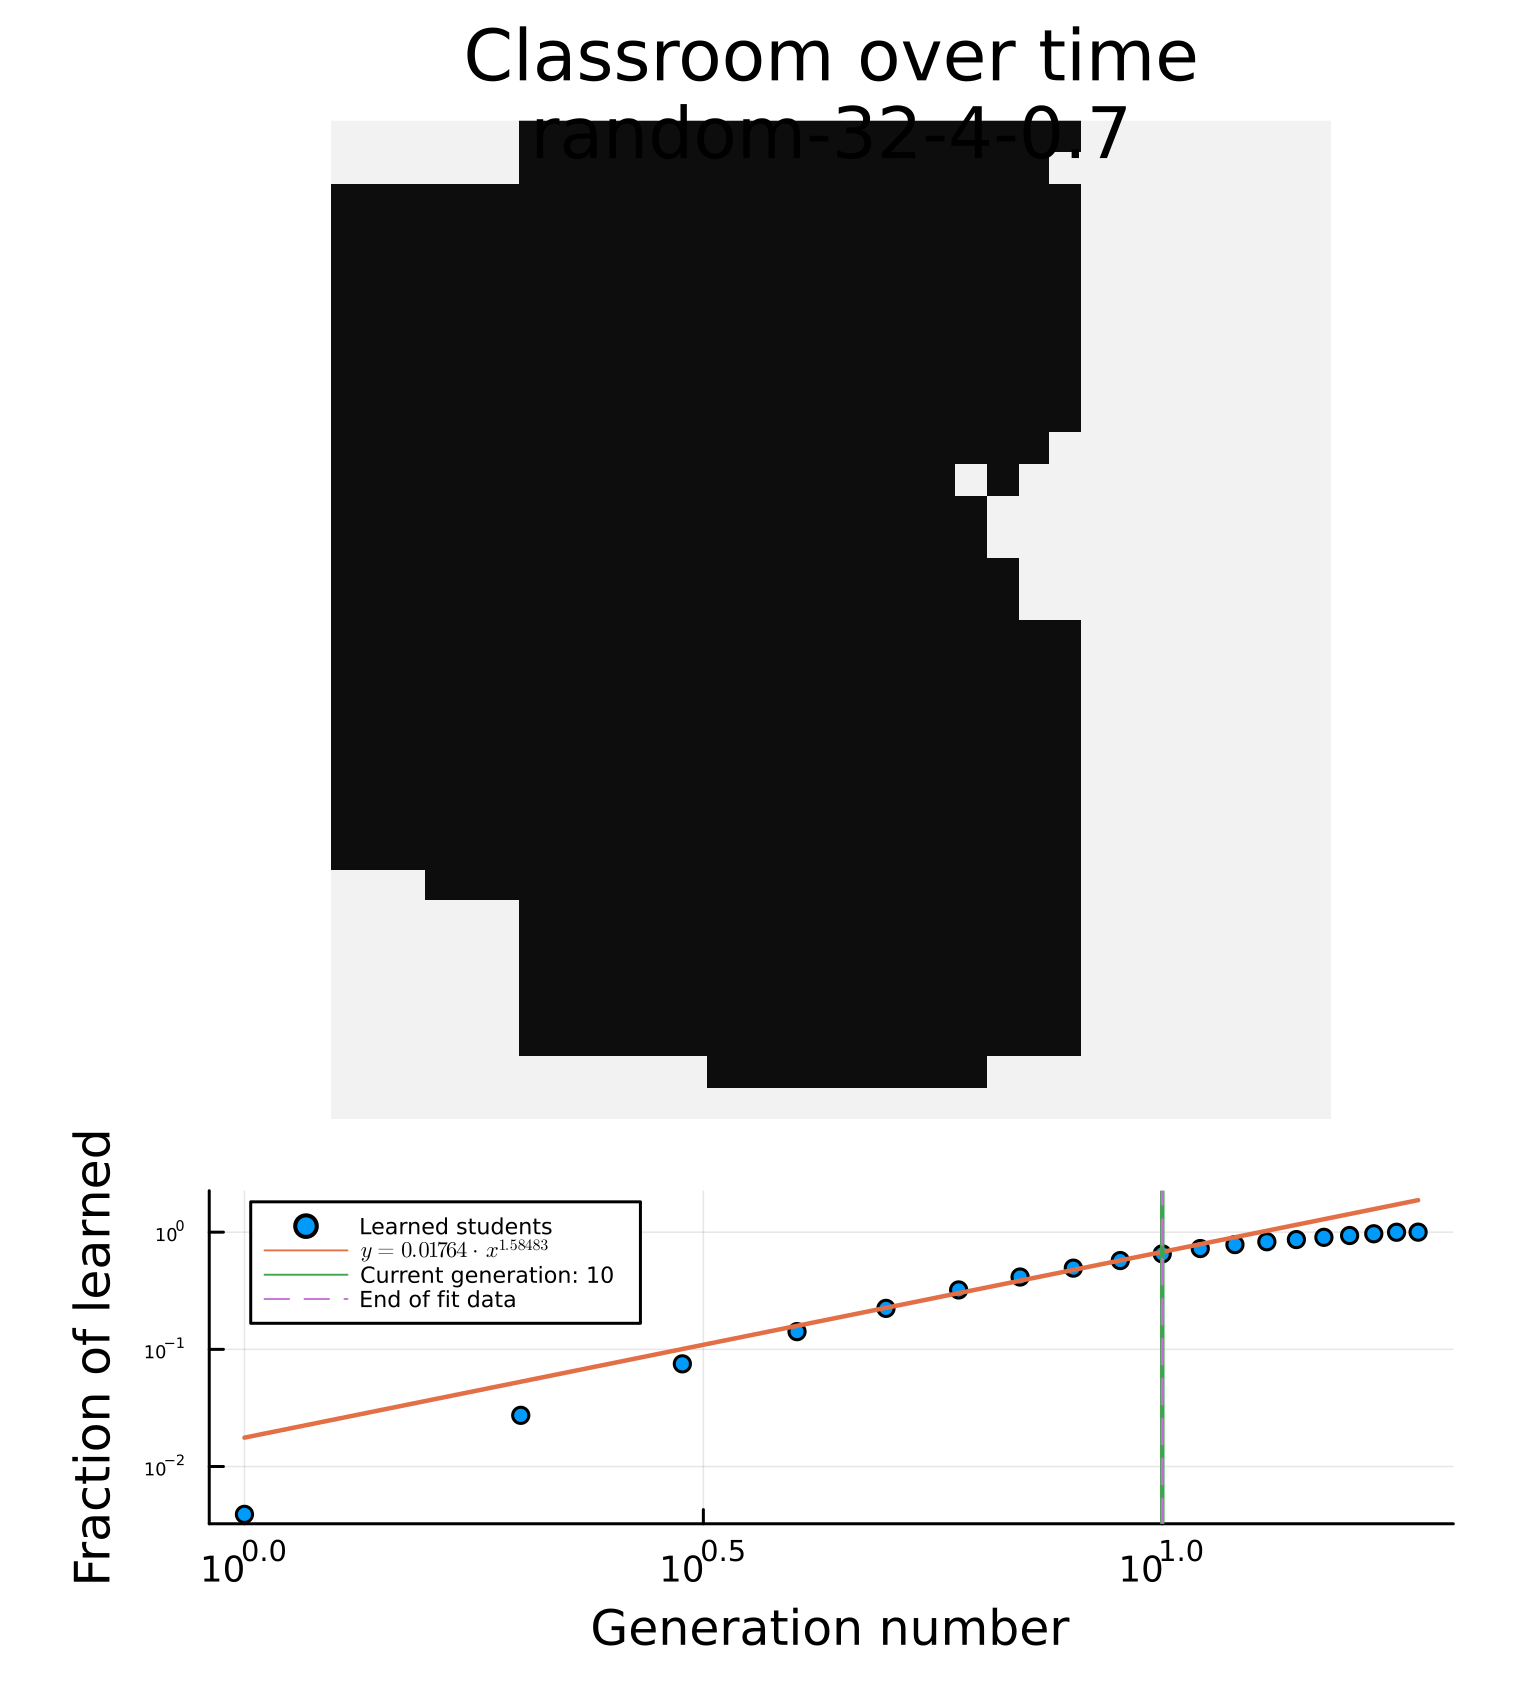 Classroom over time
random-32-4-0.7
Fraction of learned
10⁰
10⁻¹
10⁻²
Learned students
y = 0.01764 · x^1.58483
Current generation: 10
End of fit data
10^0.0
10^0.5
10^1.0
Generation number